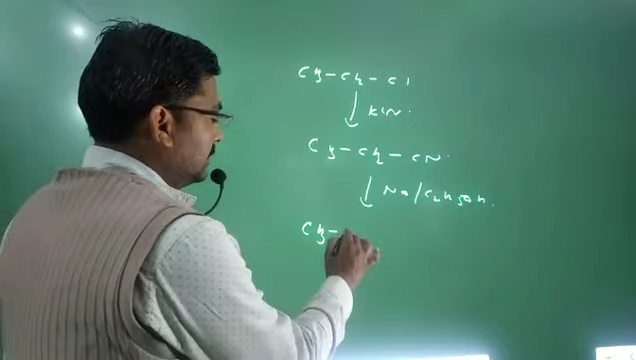 CH3-CH2-Cl
KCN.
CH3-CH2-CN.
Na/C2H5OH.
CH3-